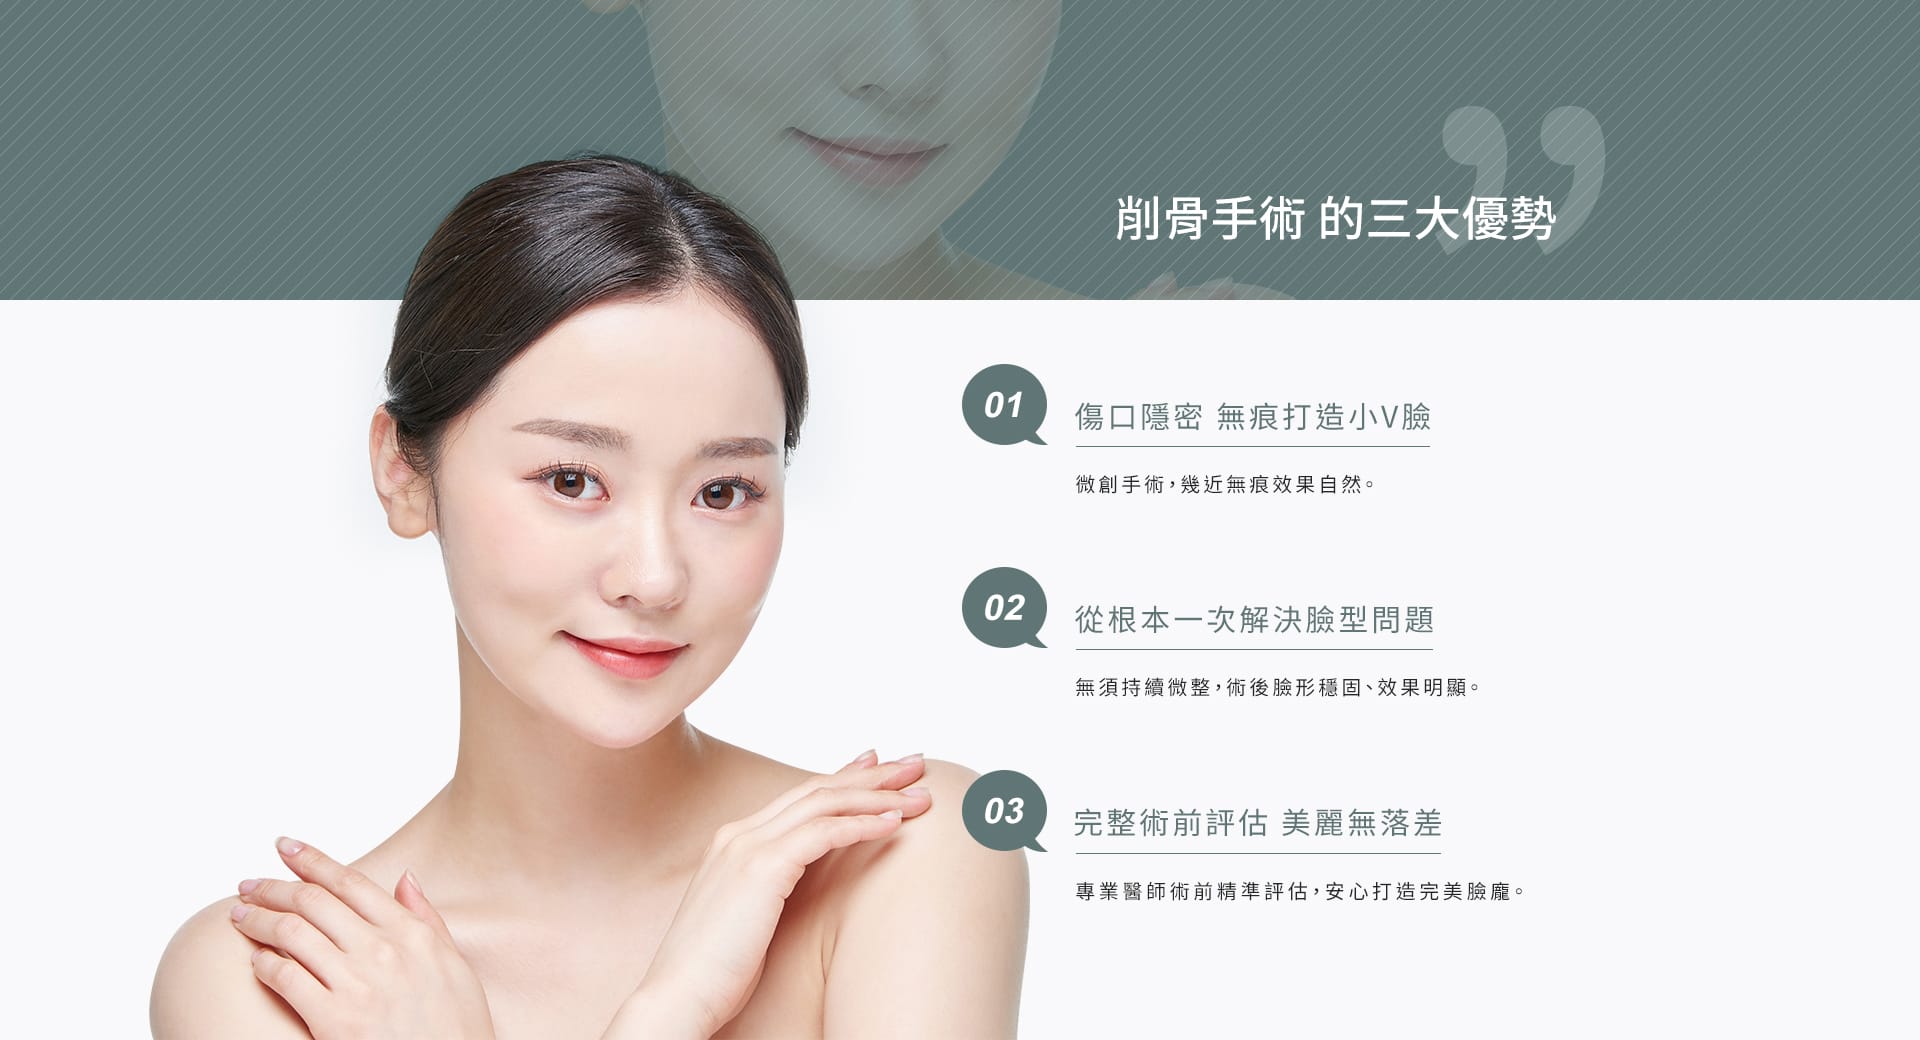 削骨手術 的三大優勢
01
傷口隱密 無痕打造小V臉
微創手術，幾近無痕效果自然。
02
從根本一次解決臉型問題
無須持續微整，術後臉形穩固、效果明顯。
03
完整術前評估 美麗無落差
專業醫師術前精準評估，安心打造完美臉龐。